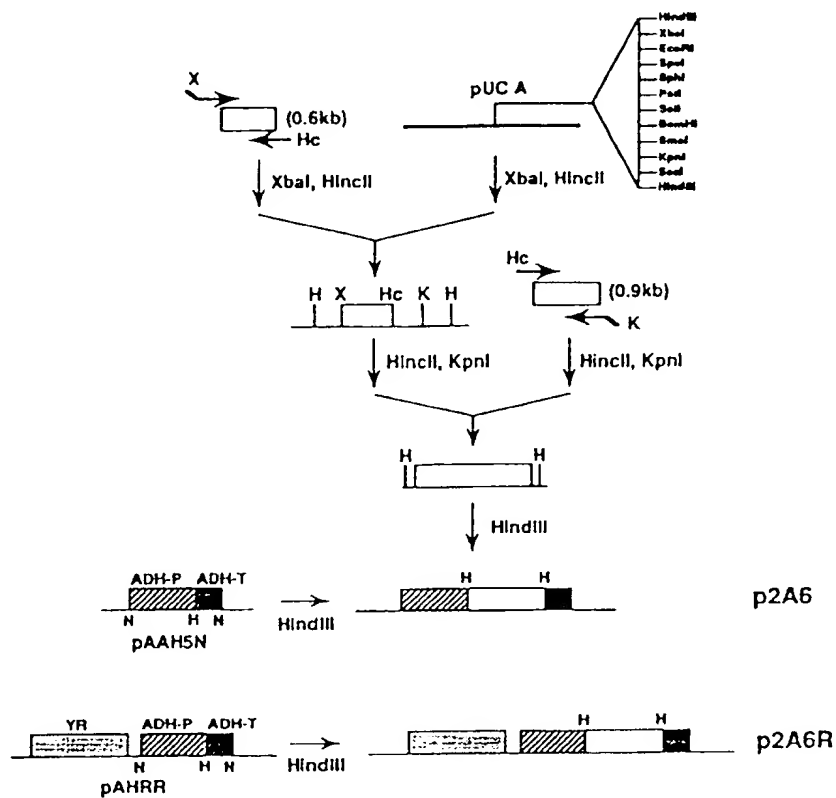 X
(0.6kb)
Hc
pUC A
HindIII
XbaI
EcoRI
SpeI
SphI
PstI
SalI
BamHI
SmaI
KpnI
SacI
HindIII
XbaI, HincII
XbaI, HincII
H X Hc K H
Hc
(0.9kb)
K
HincII, KpnI
HincII, KpnI
H H
HindIII
ADH-P ADH-T
N H N
pAAH5N
HindIII
H H
p2A6
YR ADH-P ADH-T
N H N
pAHRR
HindIII
H H
p2A6R